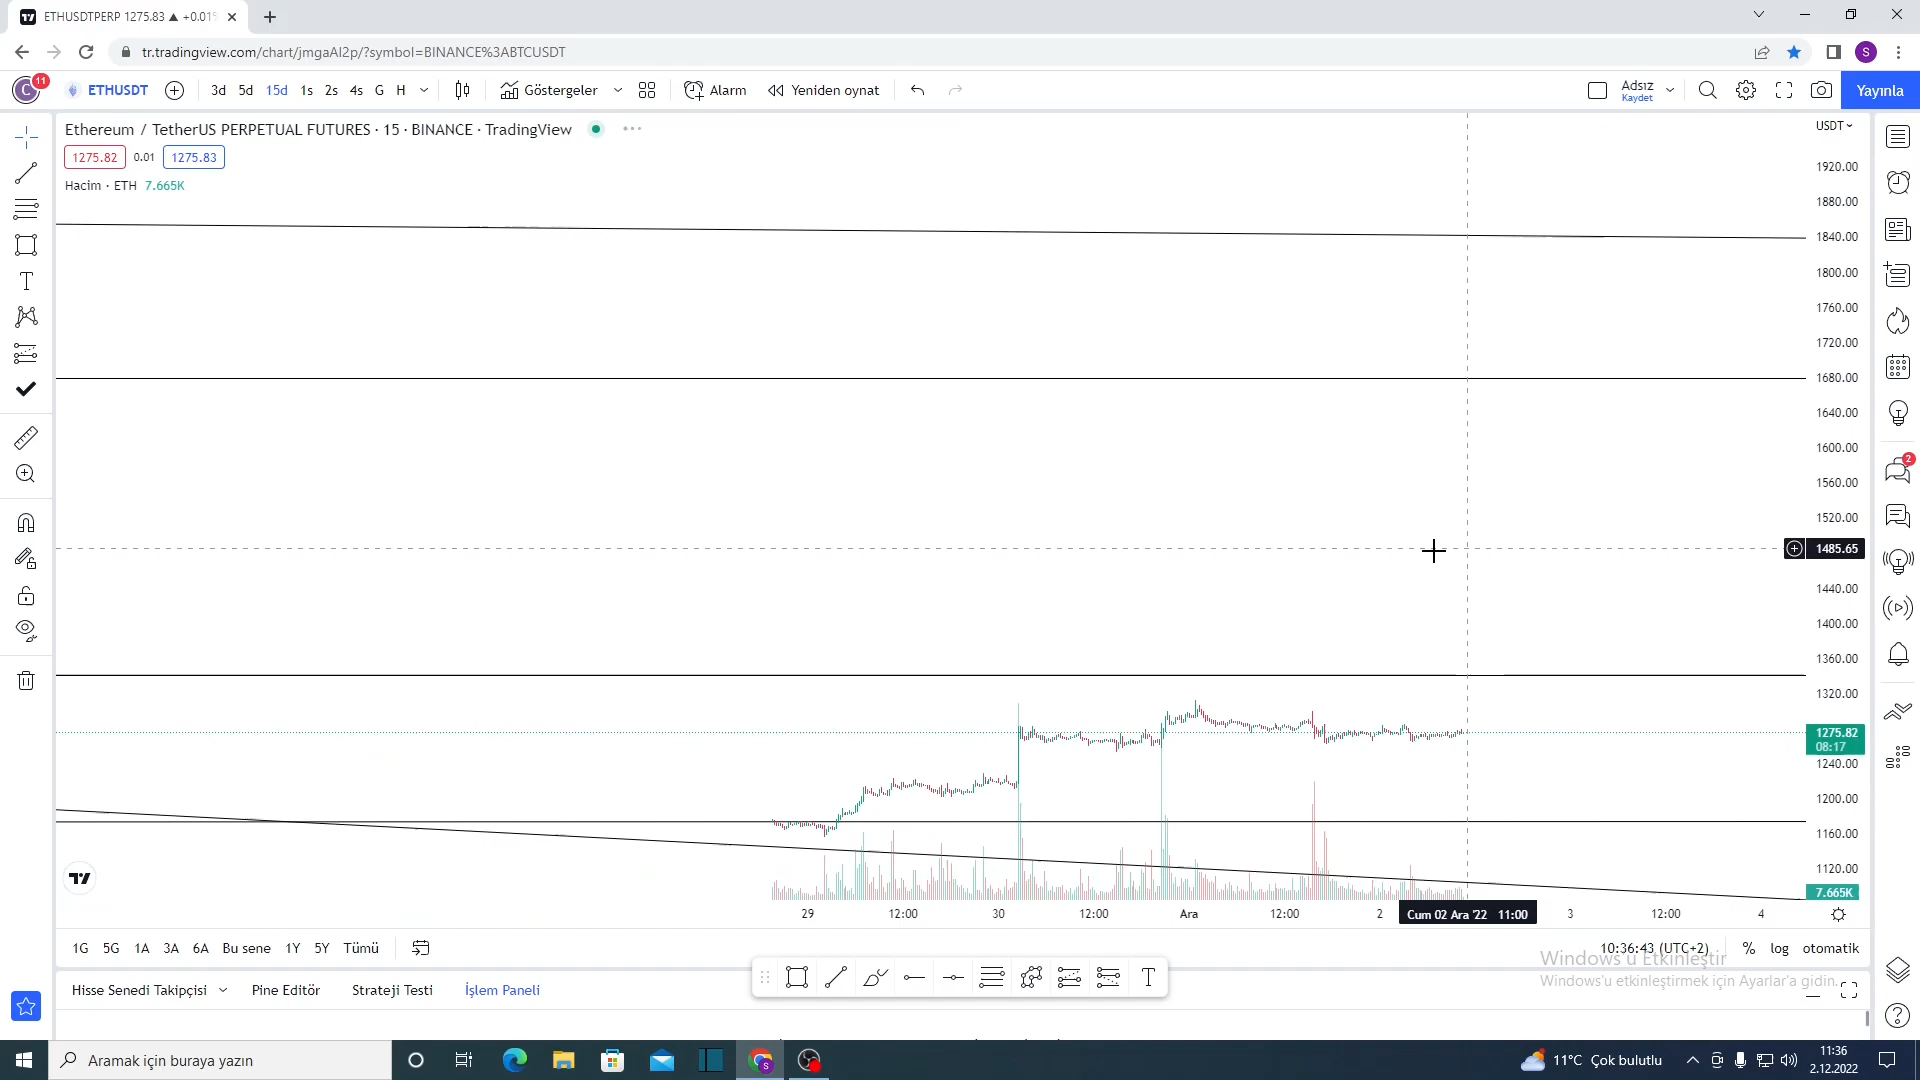 ETHUSDTPERP 1275.83 ▲ +0.01
tr.tradingview.com/chart/jmgaAI2p/?symbol=BINANCE%3ABTCUSDT
S
C 11 ETHUSDT 3d 5d 15d 1s 2s 4s G H Göstergeler Alarm Yeniden oynat Adsız Yayınla
Kaydet
Ethereum / TetherUS PERPETUAL FUTURES · 15 · BINANCE · TradingView
USDT
1275.82 0.01 1275.83
Hacim · ETH 7.665K
1920.00
1880.00
1840.00
1800.00
1760.00
1720.00
1680.00
1640.00
1600.00
1560.00
1520.00
1485.65
1440.00
1400.00
1360.00
1320.00
1275.82
08:17
1240.00
1200.00
1160.00
1120.00
7.665K
2
29 12:00 30 12:00 Ara 12:00 2 Cum 02 Ara '22 11:00 3 12:00 4
1G 5G 1A 3A 6A Bu sene 1Y 5Y Tümü 10:36:43 (UTC+2) % log otomatik
Windows'u Etkinleştir
Windows'u etkinleştirmek için Ayarlar'a gidin.
Hisse Senedi Takipçisi Pine Editör Strateji Testi İşlem Paneli
T
Aramak için buraya yazın
11°C Çok bulutlu
11:36
2.12.2022